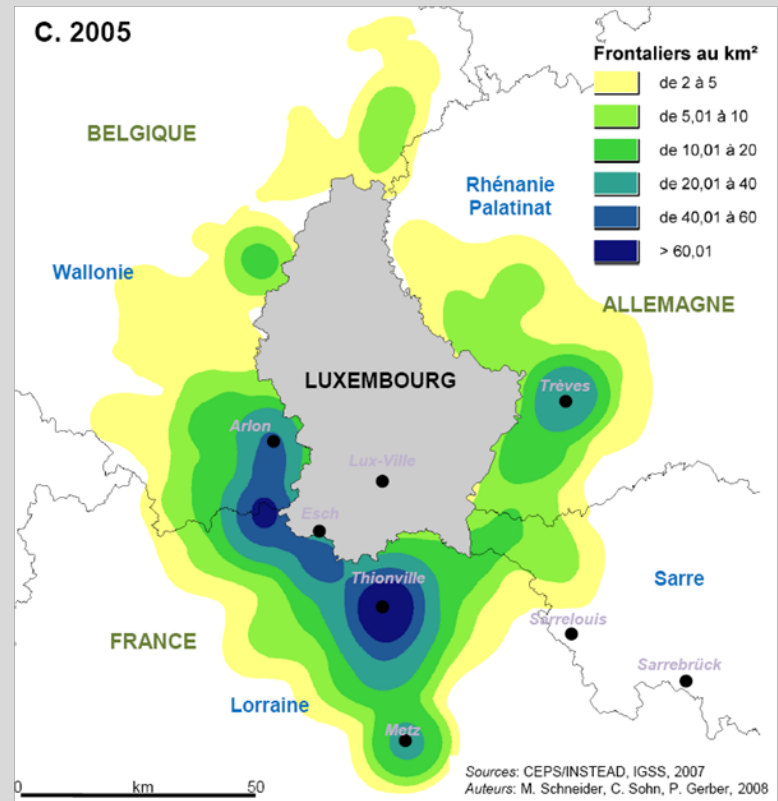 C. 2005
Frontaliers au km²
de 2 à 5
de 5,01 à 10
de 10,01 à 20
de 20,01 à 40
de 40,01 à 60
> 60,01
BELGIQUE
Rhénanie
Palatinat
Wallonie
ALLEMAGNE
LUXEMBOURG
Trèves
Arlon
Lux-Ville
Esch
Thionville
Sarre
FRANCE
Sarrelouis
Sarrebrück
Lorraine
Metz
0 km 50
Sources: CEPS/INSTEAD, IGSS, 2007
Auteurs: M. Schneider, C. Sohn, P. Gerber, 2008